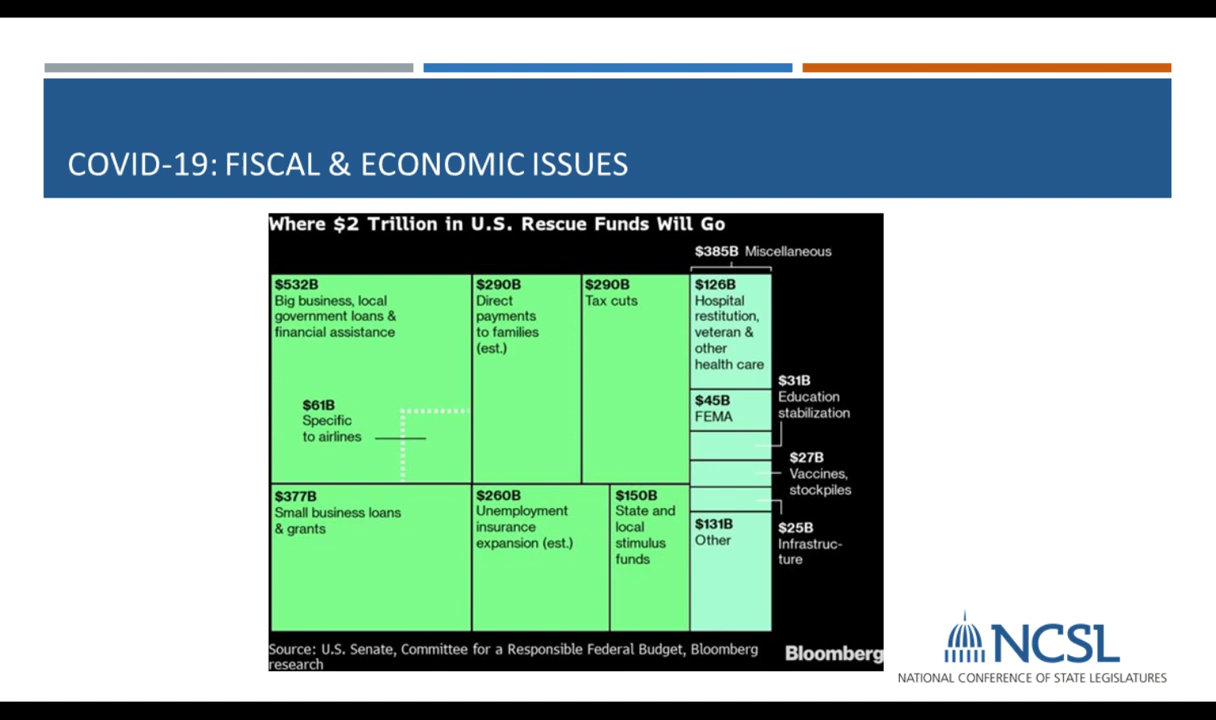 COVID-19: FISCAL & ECONOMIC ISSUES
Where $2 Trillion in U.S. Rescue Funds Will Go
$385B Miscellaneous
$532B
Big business, local
government loans &
financial assistance
$61B
Specific
to airlines
$290B
Direct
payments
to families
(est.)
$290B
Tax cuts
$126B
Hospital
restitution,
veteran &
other
health care
$45B
FEMA
$31B
Education
stabilization
$27B
Vaccines,
stockpiles
$25B
Infrastruc-
ture
$131B
Other
$377B
Small business loans
& grants
$260B
Unemployment
insurance
expansion (est.)
$150B
State and
local
stimulus
funds
Source: U.S. Senate, Committee for a Responsible Federal Budget, Bloomberg
research
Bloomberg
NCSL
NATIONAL CONFERENCE OF STATE LEGISLATURES